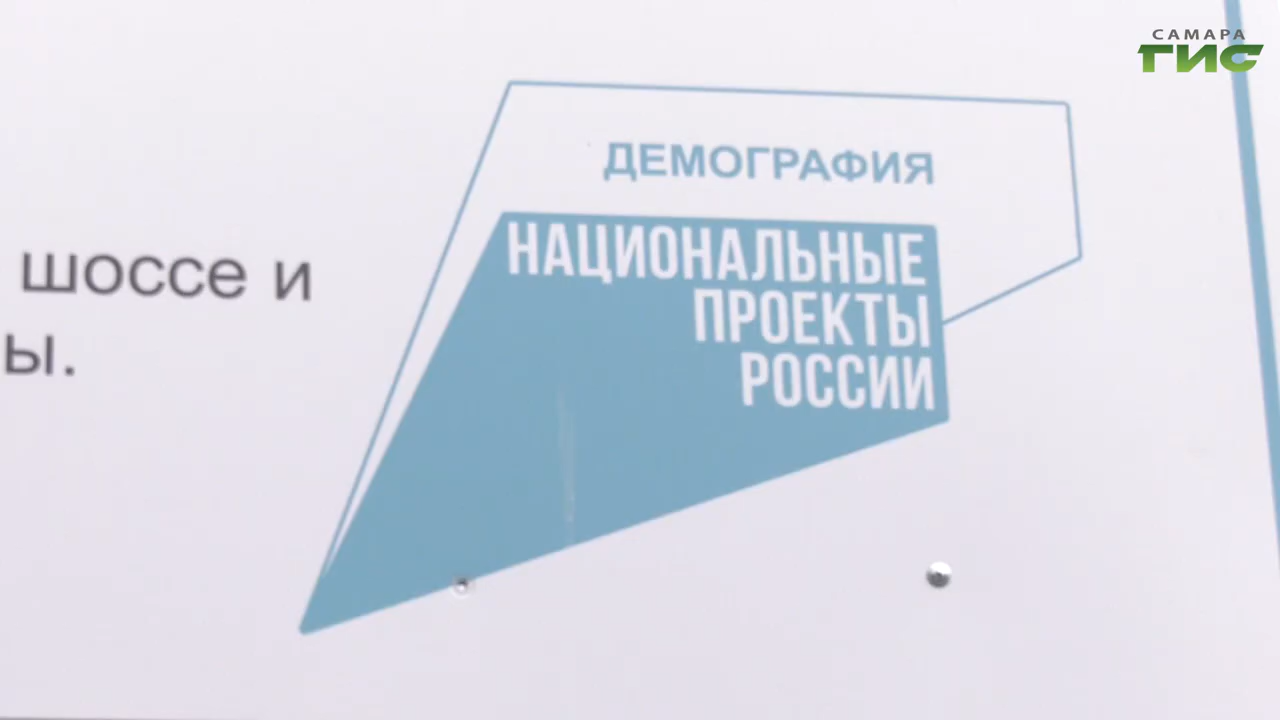 САМАРА
ГИС
ДЕМОГРАФИЯ
НАЦИОНАЛЬНЫЕ
ПРОЕКТЫ
РОССИИ
шоссе и
ы.